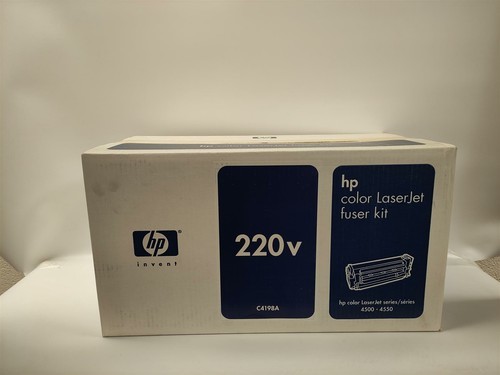 hp
invent
220v
C4198A
hp
color LaserJet
fuser kit
hp color LaserJet series/séries
4500 - 4550